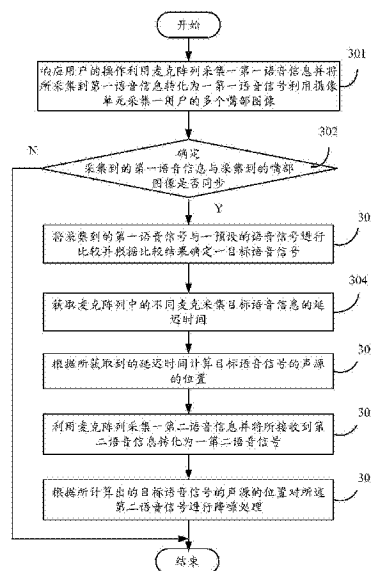 开始
响应用户的操作利用麦克阵列采集一第一语音信息并将
所采集到第一语音信息转化为一第一语音信号利用摄像
单元采集一用户的多个嘴部图像
301
确定
采集到的第一语音信息与采集到的嘴部
图像是否同步
302
N
Y
将采集到的第一语音信号与一预设的语音信号进行
比较并根据比较结果确定一目标语音信号
30
获取麦克阵列中的不同麦克采集目标语音信息的延
迟时间
304
根据所获取到的延迟时间计算目标语音信号的声源
的位置
30
利用麦克阵列采集一第二语音信息并将所接收到第
二语音信息转化为一第二语音信号
30
根据所计算出的目标语音信号的声源的位置对所述
第二语音信号进行降噪处理
30
结束